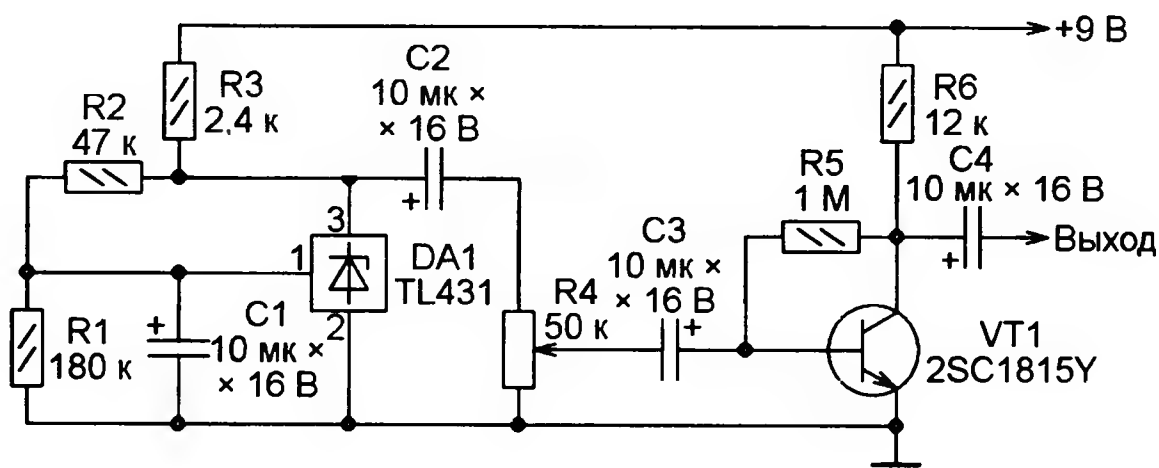 +9 В
C2
10 мк ×
× 16 В
R3
2,4 к
R2
47 к
R6
12 к
C4
10 мк × 16 В
R5
1 М
Выход
C3
10 мк ×
× 16 В
+
+
+
3
1
2
DA1
TL431
R4
50 к
R1
180 к
+
C1
10 мк ×
× 16 В
VT1
2SC1815Y